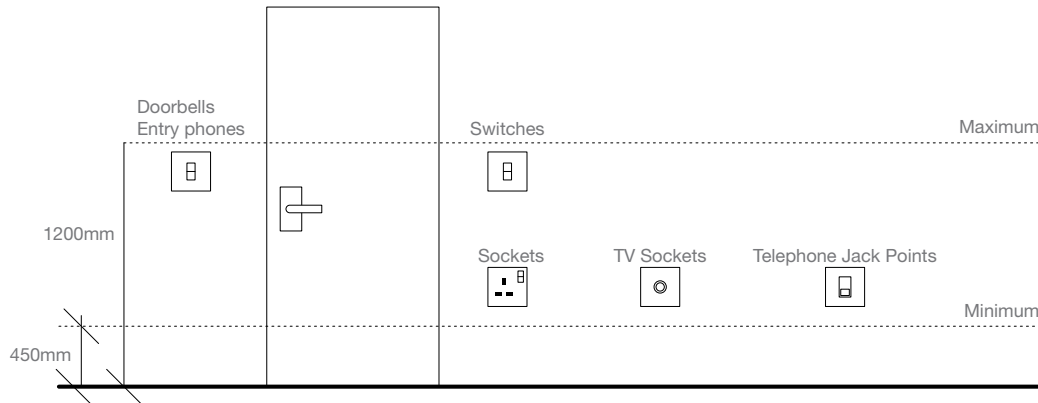 Doorbells
Entry phones
Switches
Maximum
1200mm
Sockets
TV Sockets
Telephone Jack Points
Minimum
450mm